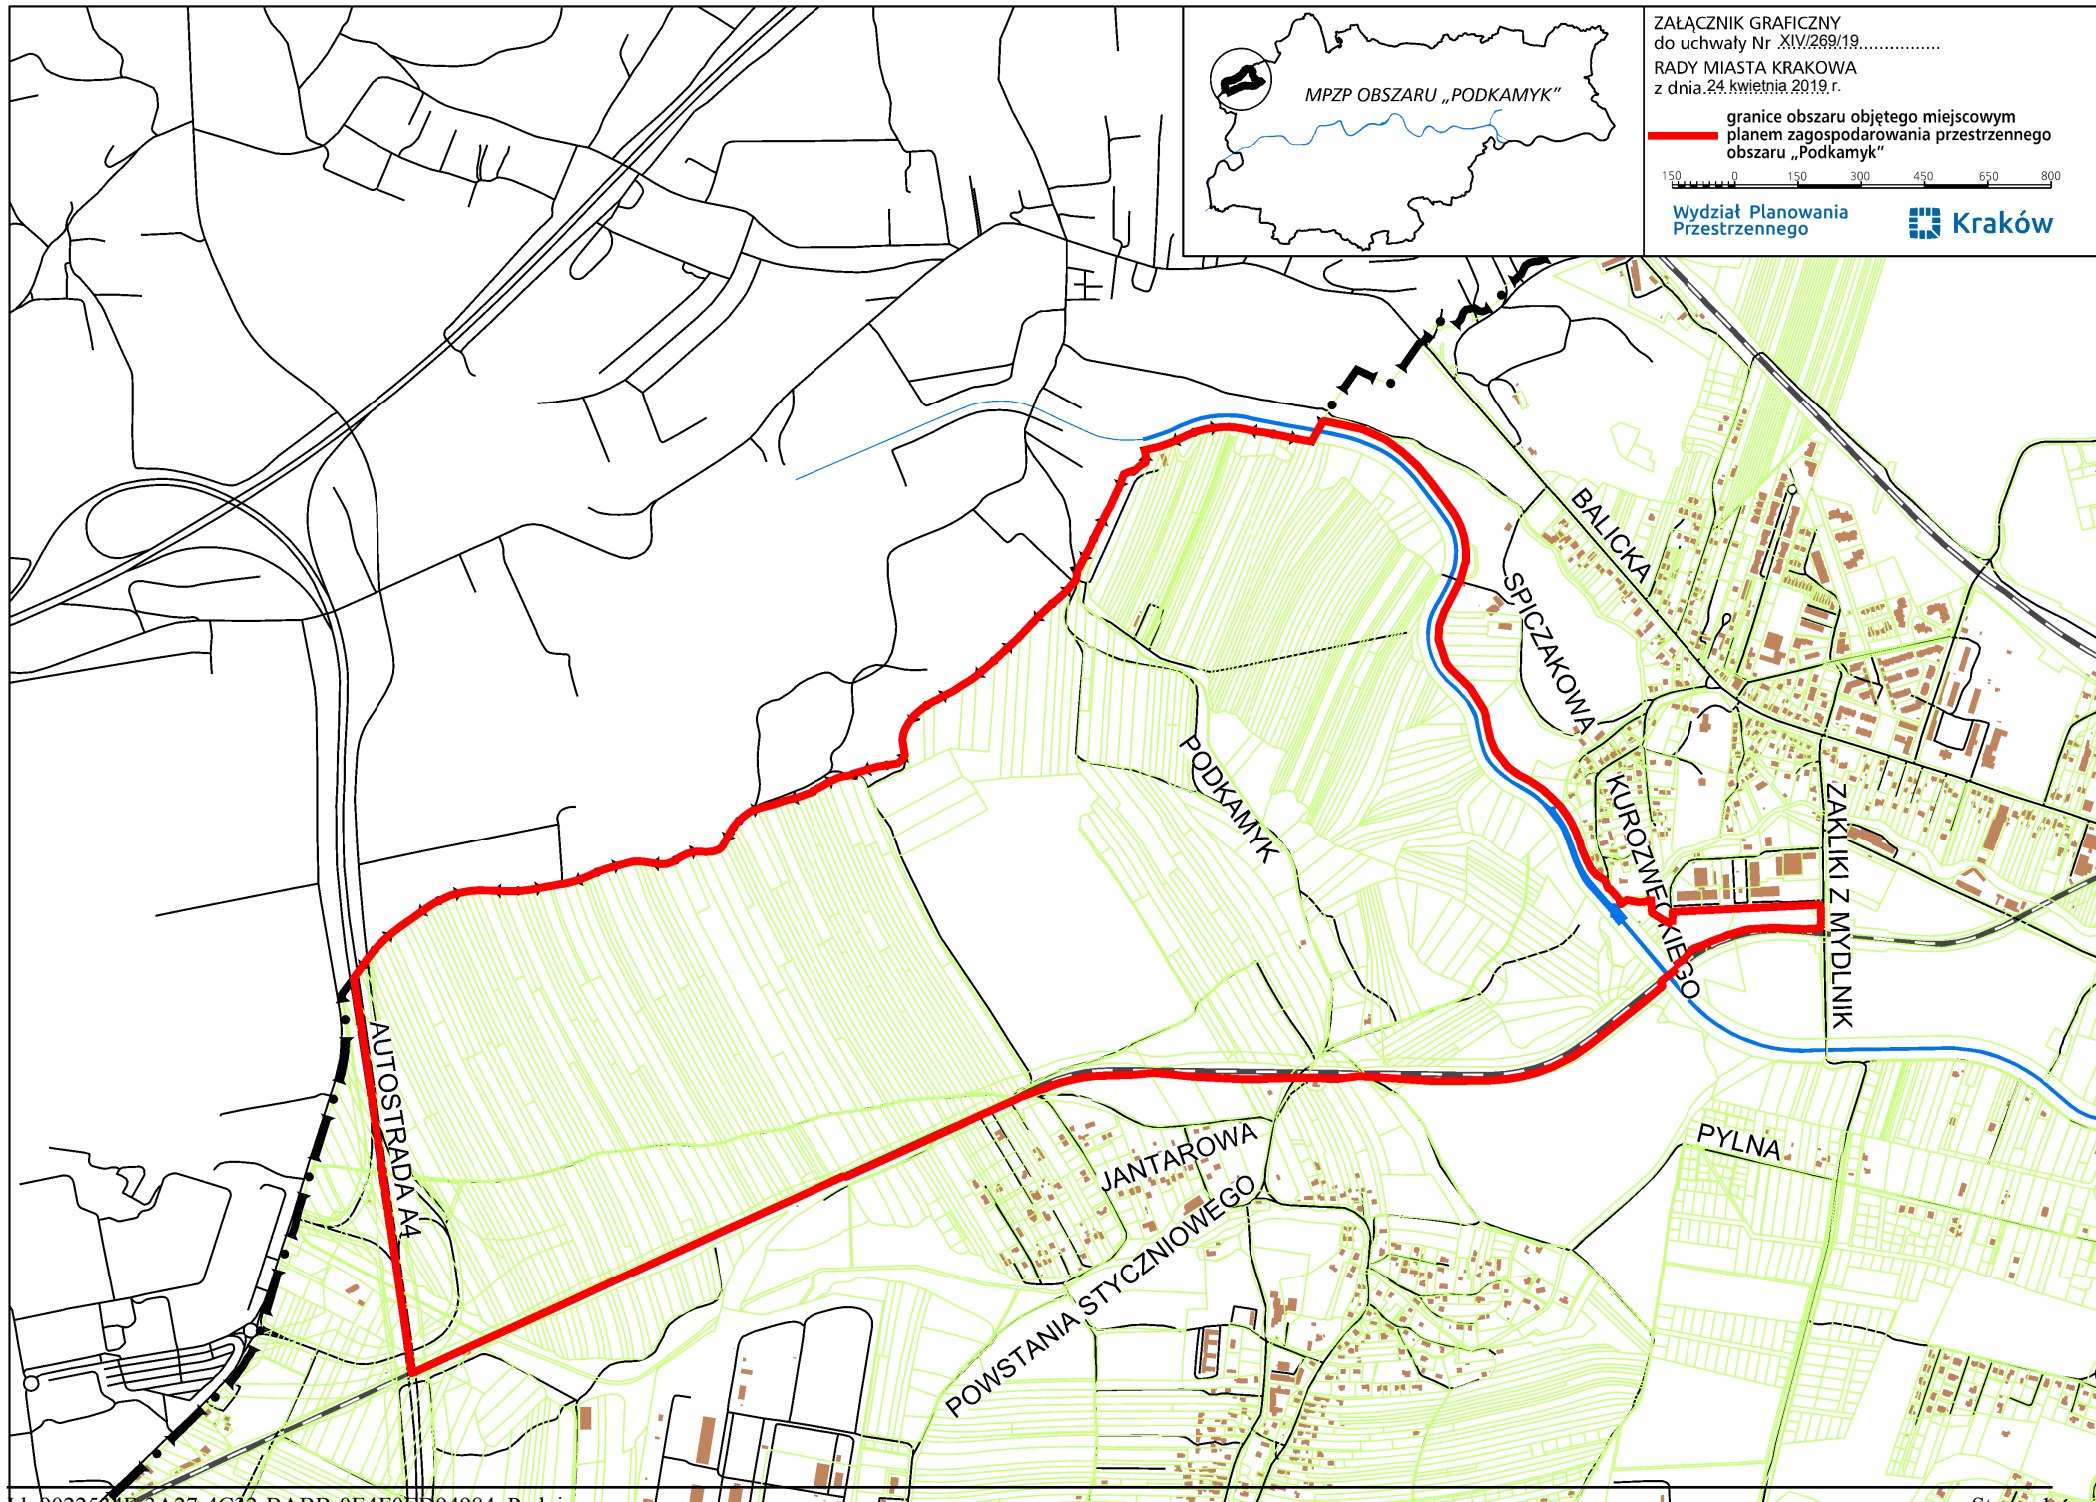 ZAŁĄCZNIK GRAFICZNY
do uchwały Nr XIV/269/19
RADY MIASTA KRAKOWA
z dnia 24 kwietnia 2019 r.
granice obszaru objętego miejscowym
planem zagospodarowania przestrzennego
obszaru „Podkamyk”
150 0 150 300 450 650 800
Wydział Planowania
Przestrzennego
Kraków
MPZP OBSZARU „PODKAMYK”
BALICKA
SPICZAKOWA
PODKAMYK
KUROZWĘCKIEGO
ZAKLIKI Z MYDLNIK
AUTOSTRADA A4
JANTAROWA
POWSTANIA STYCZNIOWEGO
PYLNA